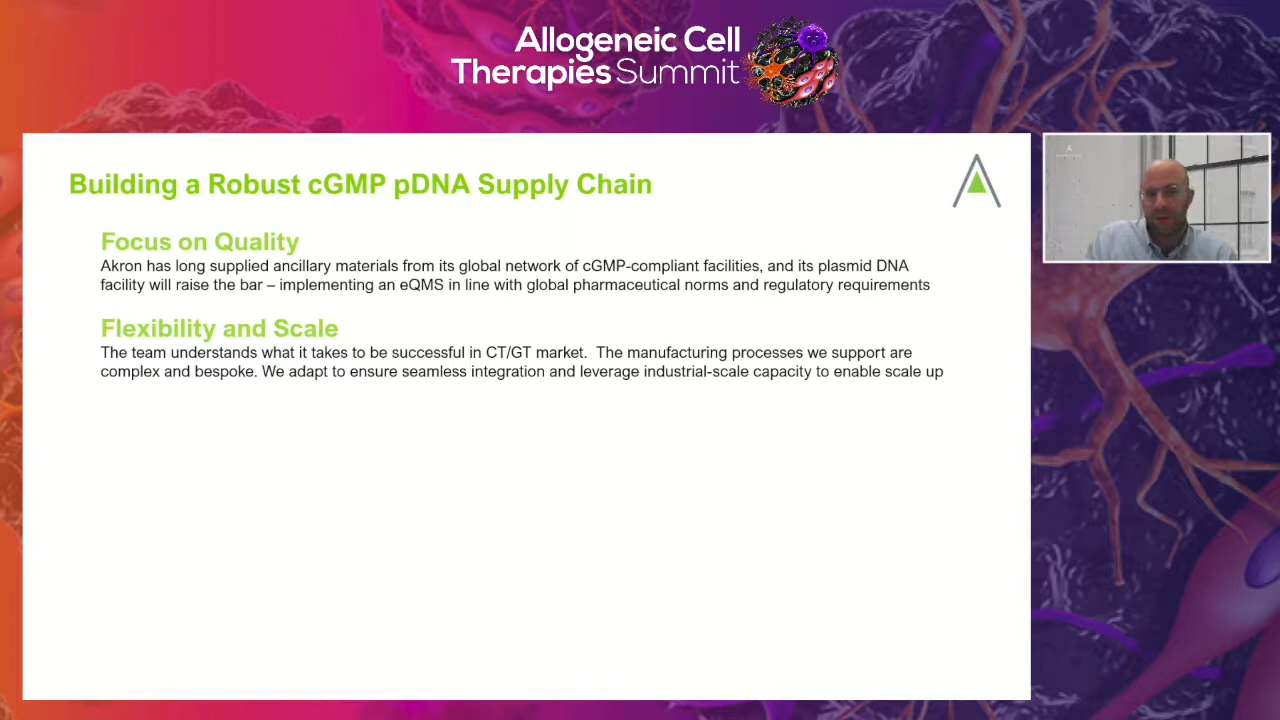 Allogeneic Cell
Therapies Summit
Building a Robust cGMP pDNA Supply Chain
Focus on Quality
Akron has long supplied ancillary materials from its global network of cGMP-compliant facilities, and its plasmid DNA
facility will raise the bar – implementing an eQMS in line with global pharmaceutical norms and regulatory requirements
Flexibility and Scale
The team understands what it takes to be successful in CT/GT market.  The manufacturing processes we support are
complex and bespoke. We adapt to ensure seamless integration and leverage industrial-scale capacity to enable scale up